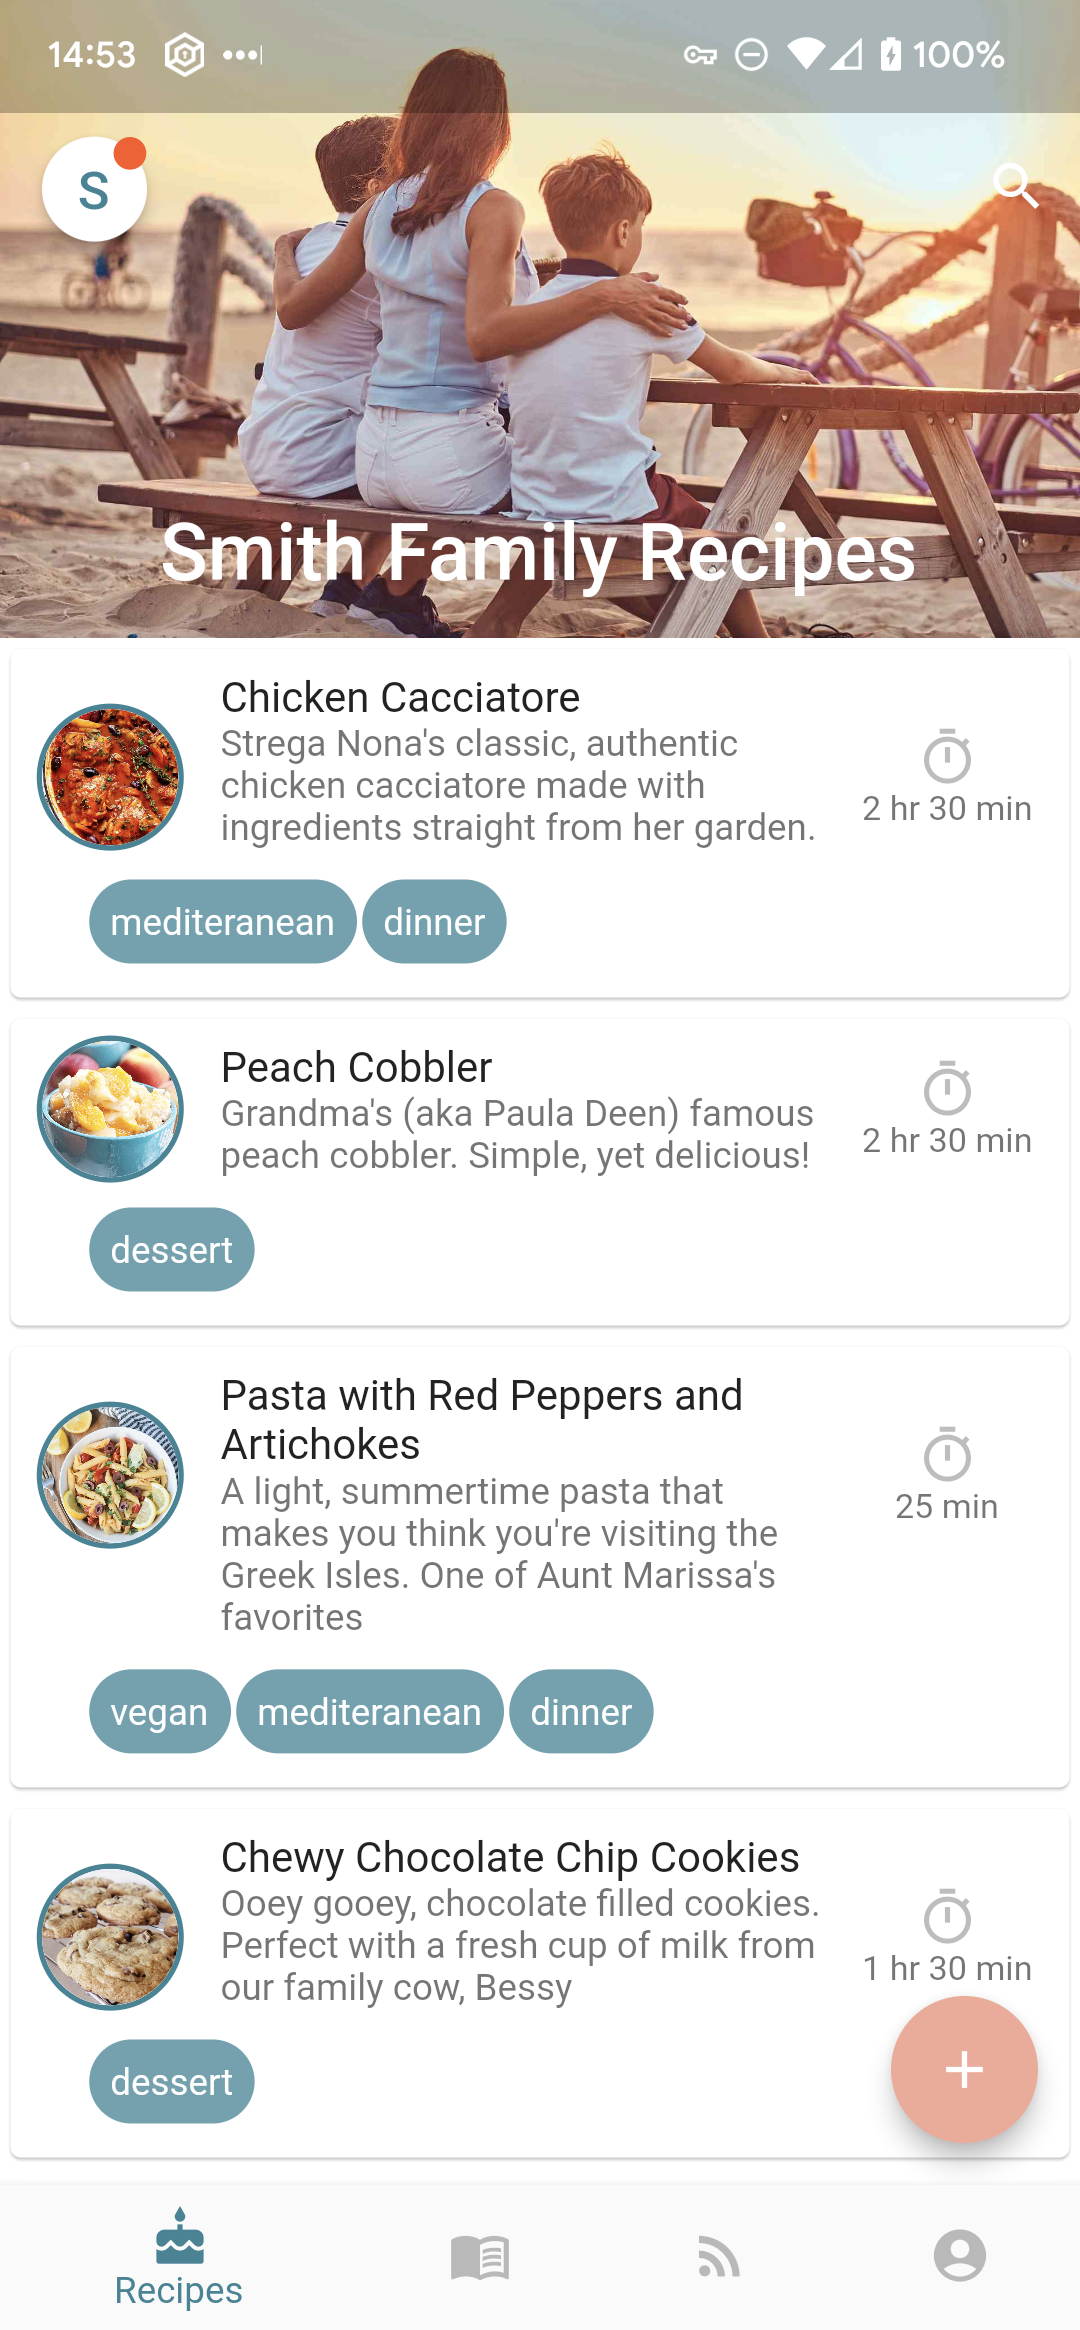 14:53
100%
S
Smith Family Recipes
Chicken Cacciatore
Strega Nona's classic, authentic
chicken cacciatore made with
ingredients straight from her garden.
2 hr 30 min
mediteranean
dinner
Peach Cobbler
Grandma's (aka Paula Deen) famous
peach cobbler. Simple, yet delicious!
2 hr 30 min
dessert
Pasta with Red Peppers and
Artichokes
A light, summertime pasta that
makes you think you're visiting the
Greek Isles. One of Aunt Marissa's
favorites
25 min
vegan
mediteranean
dinner
Chewy Chocolate Chip Cookies
Ooey gooey, chocolate filled cookies.
Perfect with a fresh cup of milk from
our family cow, Bessy
1 hr 30 min
dessert
Recipes